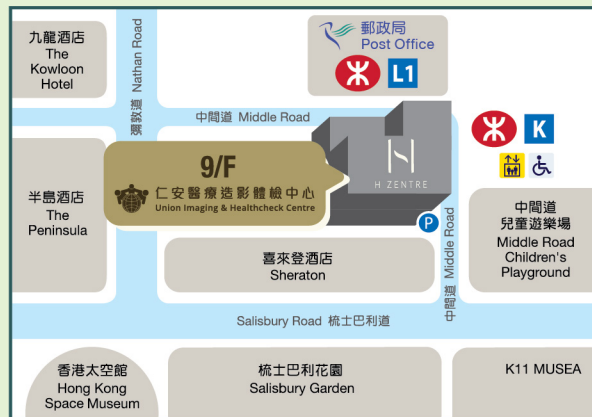 九龍酒店
The
Kowloon
Hotel
彌敦道 Nathan Road
郵政局
Post Office
L1
中間道 Middle Road
K
9/F
仁安醫療造影體檢中心
Union Imaging & Healthcheck Centre
H ZENTRE
P
半島酒店
The
Peninsula
喜來登酒店
Sheraton
中間道 Middle Road
中間道
兒童遊樂場
Middle Road
Children's
Playground
Salisbury Road 梳士巴利道
香港太空館
Hong Kong
Space Museum
梳士巴利花園
Salisbury Garden
K11 MUSEA